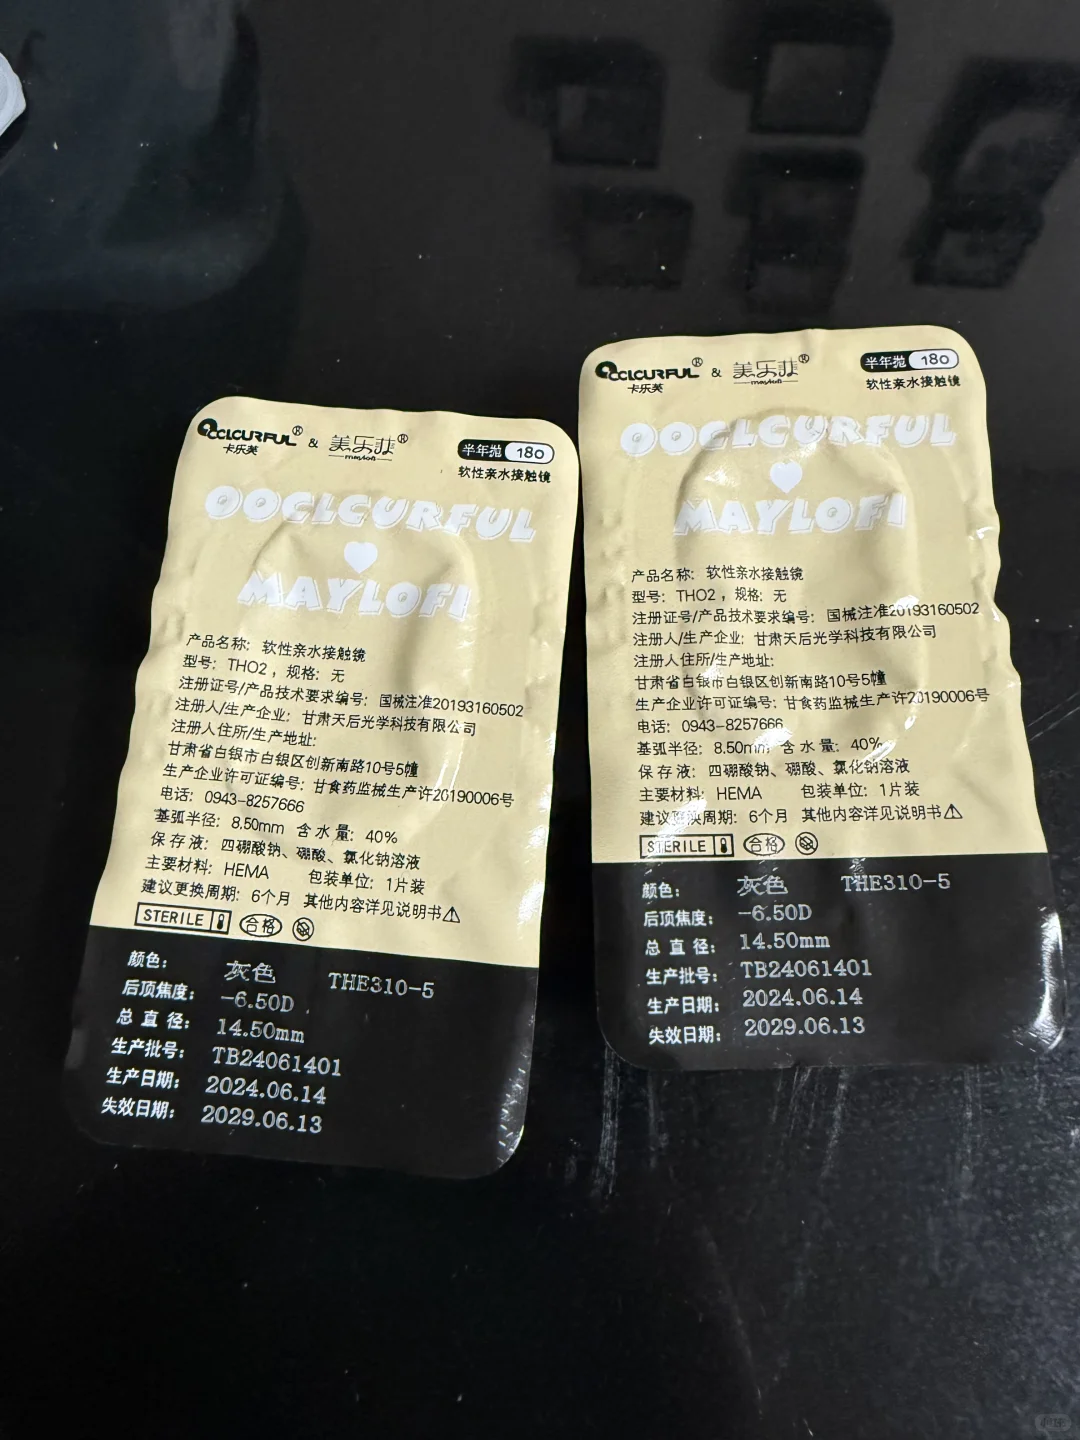 OCLCURFUL® & 美乐菲®
卡乐芙 maylofi
半年抛 180
软性亲水接触镜
OOCLCURFUL
MAYLOFI
产品名称: 软性亲水接触镜
型号: THO2 , 规格: 无
注册证号/产品技术要求编号: 国械注准20193160502
注册人/生产企业: 甘肃天后光学科技有限公司
注册人住所/生产地址:
甘肃省白银市白银区创新南路10号5幢
生产企业许可证编号: 甘食药监械生产许20190006号
电话: 0943-8257666
基弧半径: 8.50mm 含水量: 40%
保存液: 四硼酸钠、硼酸、氯化钠溶液
主要材料: HEMA 包装单位: 1片装
建议更换周期: 6个月 其他内容详见说明书
STERILE 合格
颜色: 灰色 THE310-5
后顶焦度: -6.50D
总直径: 14.50mm
生产批号: TB24061401
生产日期: 2024.06.14
失效日期: 2029.06.13
OCLCURFUL® & 美乐菲®
卡乐芙 maylofi
半年抛 180
软性亲水接触镜
OOCLCURFUL
MAYLOFI
产品名称: 软性亲水接触镜
型号: THO2 , 规格: 无
注册证号/产品技术要求编号: 国械注准20193160502
注册人/生产企业: 甘肃天后光学科技有限公司
注册人住所/生产地址:
甘肃省白银市白银区创新南路10号5幢
生产企业许可证编号: 甘食药监械生产许20190006号
电话: 0943-8257666
基弧半径: 8.50mm 含水量: 40%
保存液: 四硼酸钠、硼酸、氯化钠溶液
主要材料: HEMA 包装单位: 1片装
建议更换周期: 6个月 其他内容详见说明书
STERILE 合格
颜色: 灰色 THE310-5
后顶焦度: -6.50D
总直径: 14.50mm
生产批号: TB24061401
生产日期: 2024.06.14
失效日期: 2029.06.13